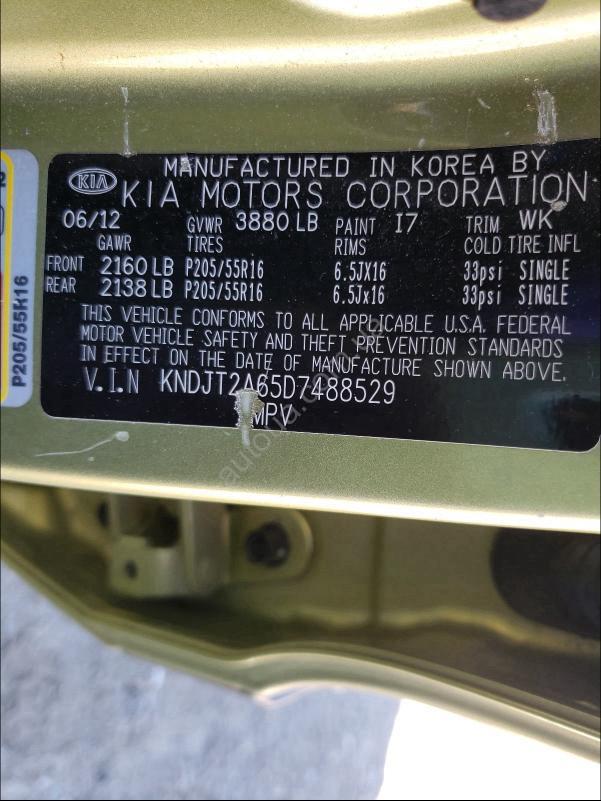 KIA
MANUFACTURED IN KOREA BY
KIA MOTORS CORPORATION
06/12 GVWR 3880 LB PAINT I7 TRIM WK
GAWR TIRES RIMS COLD TIRE INFL
FRONT 2160 LB P205/55R16 6.5JX16 33psi SINGLE
REAR 2138 LB P205/55R16 6.5Jx16 33psi SINGLE
THIS VEHICLE CONFORMS TO ALL APPLICABLE U.S.A. FEDERAL
MOTOR VEHICLE SAFETY AND THEFT PREVENTION STANDARDS
IN EFFECT ON THE DATE OF MANUFACTURE SHOWN ABOVE.
V.I.N KNDJT2A65D7488529
MPV
P205/55R16